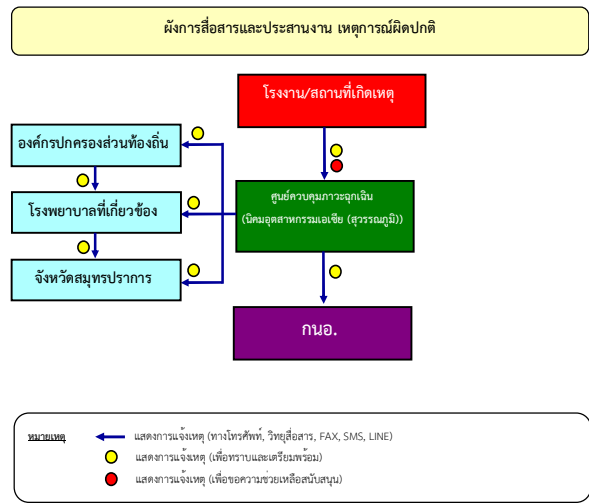 ผังการสื่อสารและประสานงาน เหตุการณ์ผิดปกติ
โรงงาน/สถานที่เกิดเหตุ
องค์กรปกครองส่วนท้องถิ่น
โรงพยาบาลที่เกี่ยวข้อง
จังหวัดสมุทรปราการ
ศูนย์ควบคุมภาวะฉุกเฉิน
(นิคมอุตสาหกรรมเอเซีย (สุวรรณภูมิ))
กนอ.
หมายเหตุ
แสดงการแจ้งเหตุ (ทางโทรศัพท์, วิทยุสื่อสาร, FAX, SMS, LINE)
แสดงการแจ้งเหตุ (เพื่อทราบและเตรียมพร้อม)
แสดงการแจ้งเหตุ (เพื่อขอความช่วยเหลือสนับสนุน)